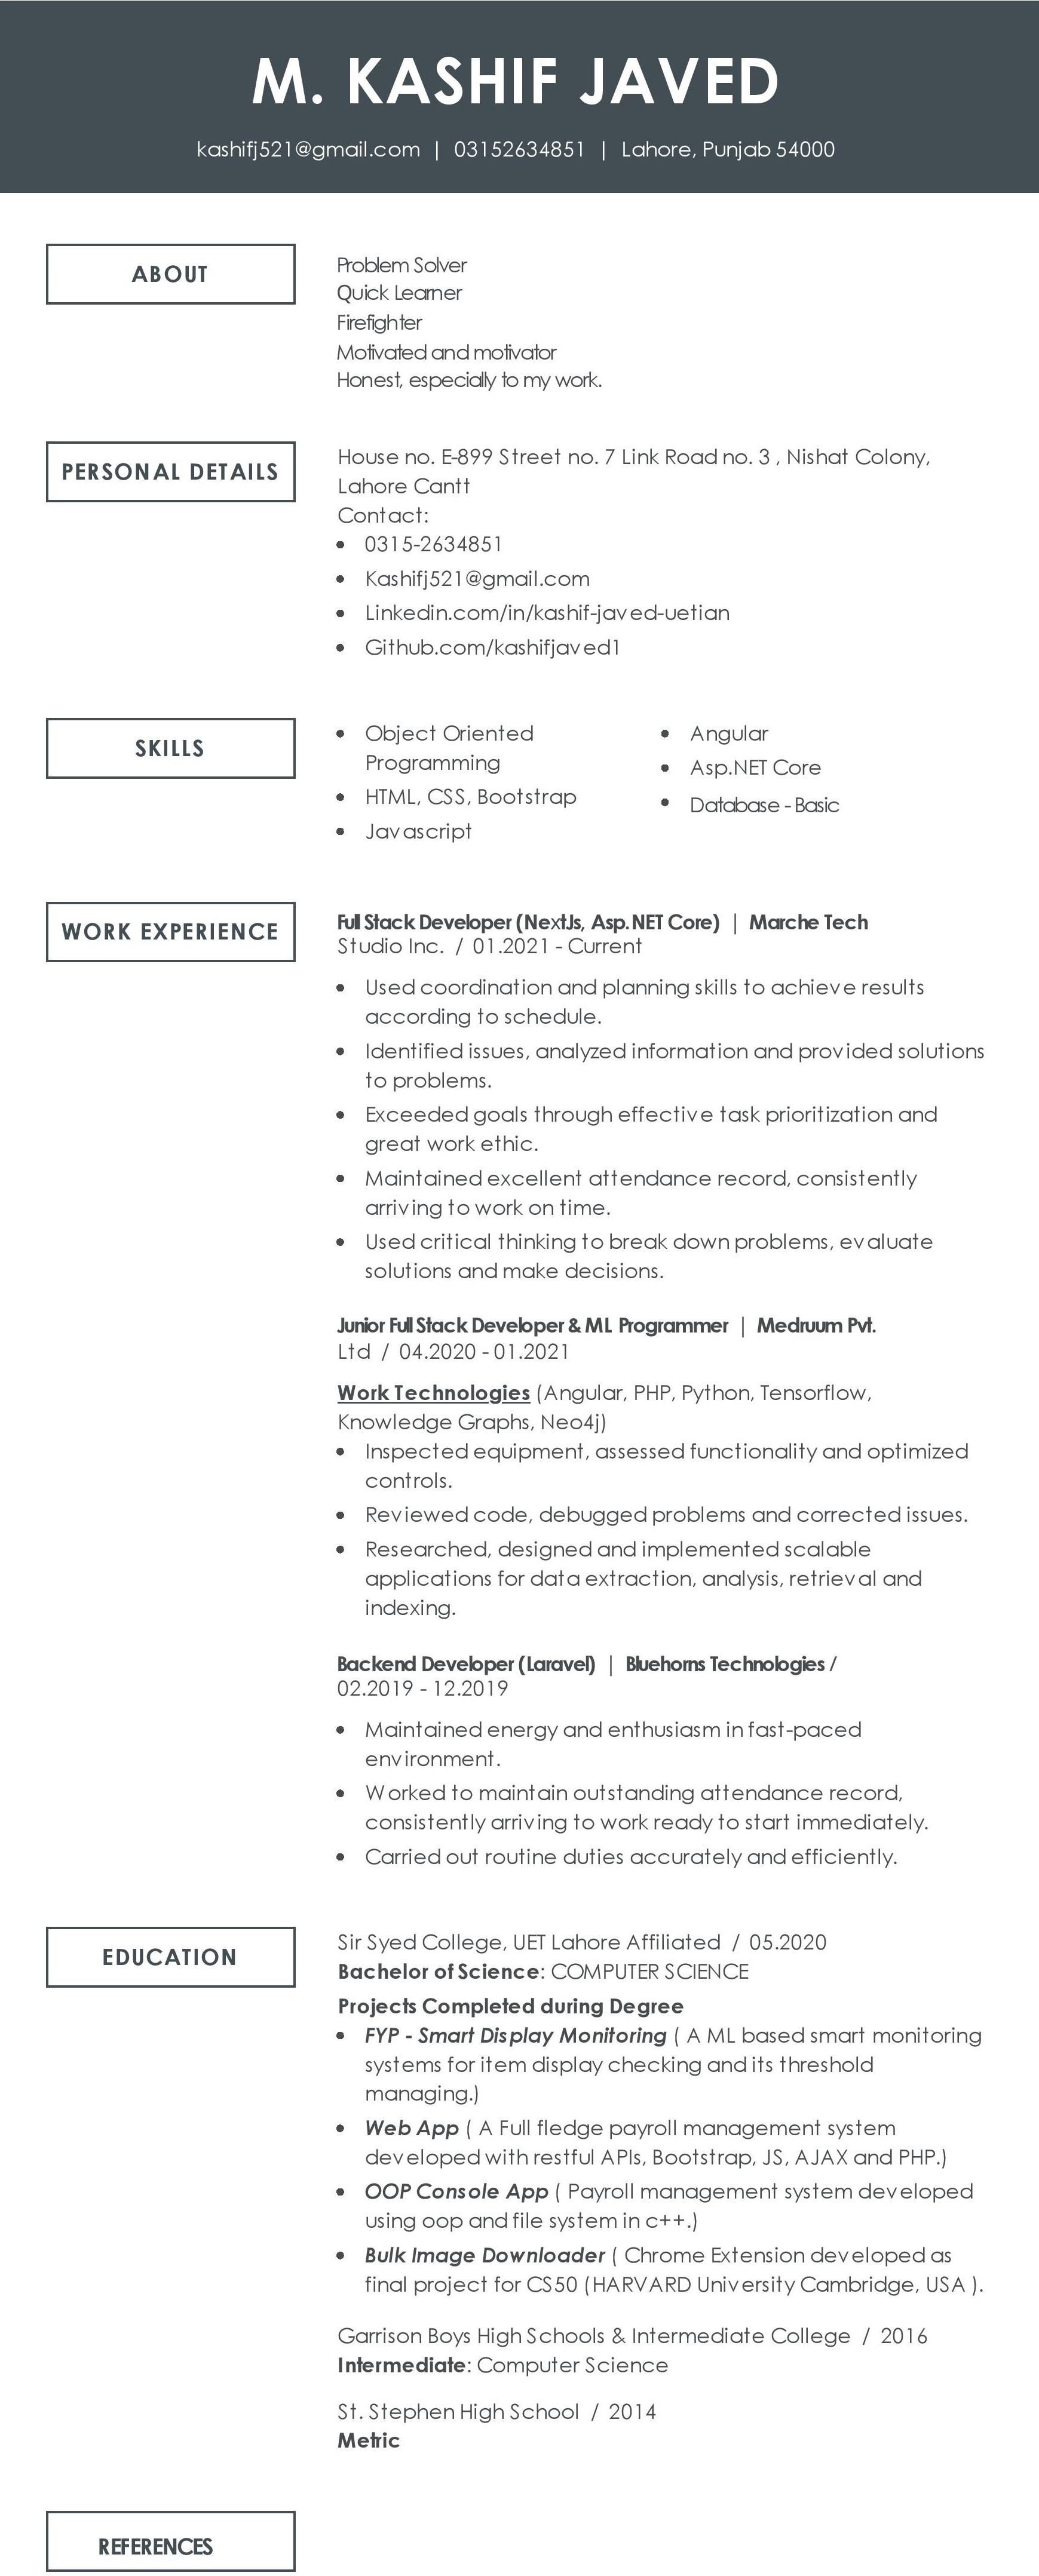 M. KASHIF JAVED
kashifj521@gmail.com | 03152634851 | Lahore, Punjab 54000
ABOUT
Problem Solver
Quick Learner
Firefighter
Motivated and motivator
Honest, especially to my work.
PERSONAL DETAILS
House no. E-899 Street no. 7 Link Road no. 3 , Nishat Colony,
Lahore Cantt
Contact:
• 0315-2634851
• Kashifj521@gmail.com
• Linkedin.com/in/kashif-javed-uetian
• Github.com/kashifjaved1
SKILLS
• Object Oriented
Programming
• HTML, CSS, Bootstrap
• Javascript
• Angular
• Asp.NET Core
• Database - Basic
WORK EXPERIENCE
Full Stack Developer (NextJs, Asp.NET Core) | Marche Tech
Studio Inc. / 01.2021 - Current
• Used coordination and planning skills to achieve results
according to schedule.
• Identified issues, analyzed information and provided solutions
to problems.
• Exceeded goals through effective task prioritization and
great work ethic.
• Maintained excellent attendance record, consistently
arriving to work on time.
• Used critical thinking to break down problems, evaluate
solutions and make decisions.
Junior Full Stack Developer & ML Programmer | Medruum Pvt.
Ltd / 04.2020 - 01.2021
Work Technologies (Angular, PHP, Python, Tensorflow,
Knowledge Graphs, Neo4j)
• Inspected equipment, assessed functionality and optimized
controls.
• Reviewed code, debugged problems and corrected issues.
• Researched, designed and implemented scalable
applications for data extraction, analysis, retrieval and
indexing.
Backend Developer (Laravel) | Bluehorns Technologies /
02.2019 - 12.2019
• Maintained energy and enthusiasm in fast-paced
environment.
• Worked to maintain outstanding attendance record,
consistently arriving to work ready to start immediately.
• Carried out routine duties accurately and efficiently.
EDUCATION
Sir Syed College, UET Lahore Affiliated / 05.2020
Bachelor of Science: COMPUTER SCIENCE
Projects Completed during Degree
• FYP - Smart Display Monitoring ( A ML based smart monitoring
systems for item display checking and its threshold
managing.)
• Web App ( A Full fledge payroll management system
developed with restful APIs, Bootstrap, JS, AJAX and PHP.)
• OOP Console App ( Payroll management system developed
using oop and file system in c++.)
• Bulk Image Downloader ( Chrome Extension developed as
final project for CS50 (HARVARD University Cambridge, USA ).
Garrison Boys High Schools & Intermediate College / 2016
Intermediate: Computer Science
St. Stephen High School / 2014
Metric
REFERENCES